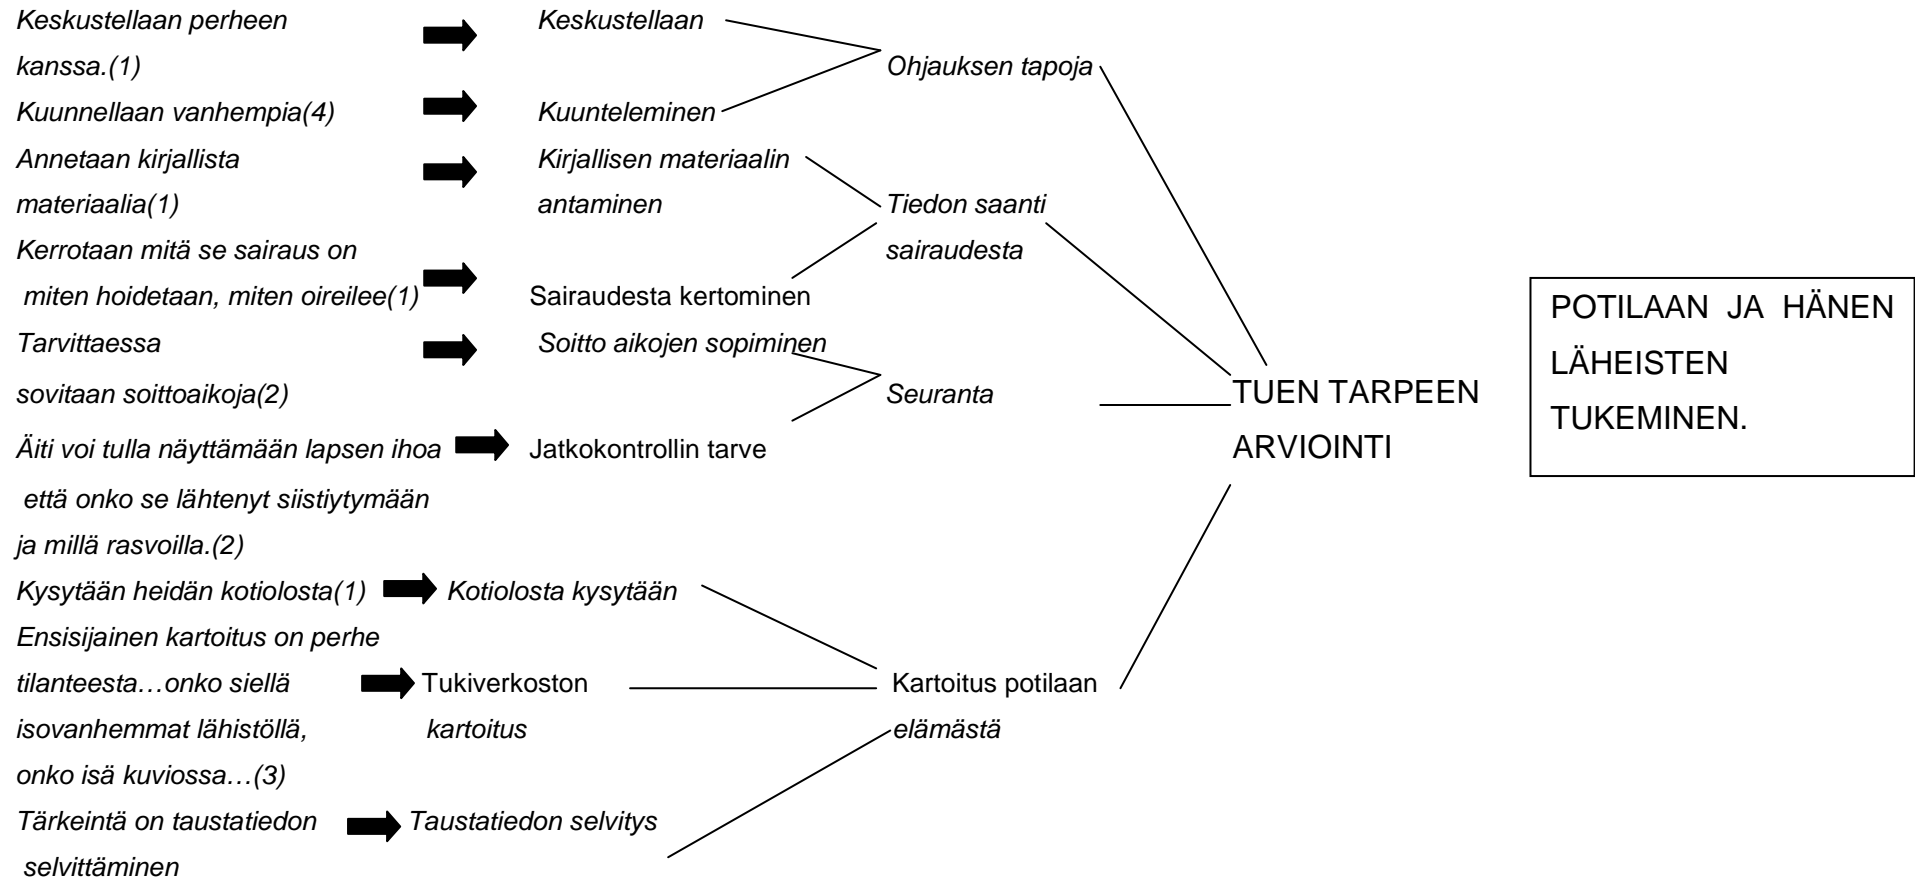 Keskustellaan perheen
kanssa.(1)
Kuunnellaan vanhempia(4)
Annetaan kirjallista
materiaalia(1)
Kerrotaan mitä se sairaus on
miten hoidetaan, miten oireilee(1)
Tarvittaessa
sovitaan soittoaikoja(2)
Äiti voi tulla näyttämään lapsen ihoa
että onko se lähtenyt siistiytymään
ja millä rasvoilla.(2)
Kysytään heidän kotiolosta(1)
Ensisijainen kartoitus on perhe
tilanteesta…onko siellä
isovanhemmat lähistöllä,
onko isä kuviossa…(3)
Tärkeintä on taustatiedon
selvittäminen
Keskustellaan
Kuunteleminen
Kirjallisen materiaalin
antaminen
Sairaudesta kertominen
Soitto aikojen sopiminen
Jatkokontrollin tarve
Kotiolosta kysytään
Tukiverkoston
kartoitus
Taustatiedon selvitys
Ohjauksen tapoja
Tiedon saanti
sairaudesta
Seuranta
Kartoitus potilaan
elämästä
TUEN TARPEEN
ARVIOINTI
POTILAAN JA HÄNEN
LÄHEISTEN
TUKEMINEN.